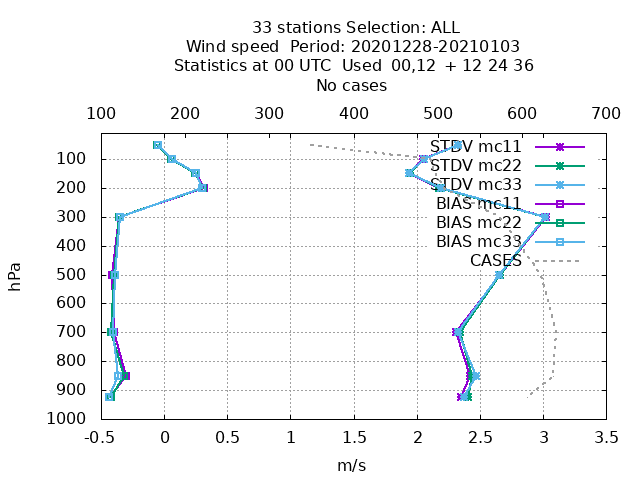 33 stations Selection: ALL
Wind speed  Period: 20201228-20210103
Statistics at 00 UTC  Used  00,12  + 12 24 36
No cases
100 200 300 400 500 600 700
STDV mc11
STDV mc22
STDV mc33
BIAS mc11
BIAS mc22
BIAS mc33
CASES
hPa
100
200
300
400
500
600
700
800
900
1000
-0.5 0 0.5 1 1.5 2 2.5 3 3.5
m/s